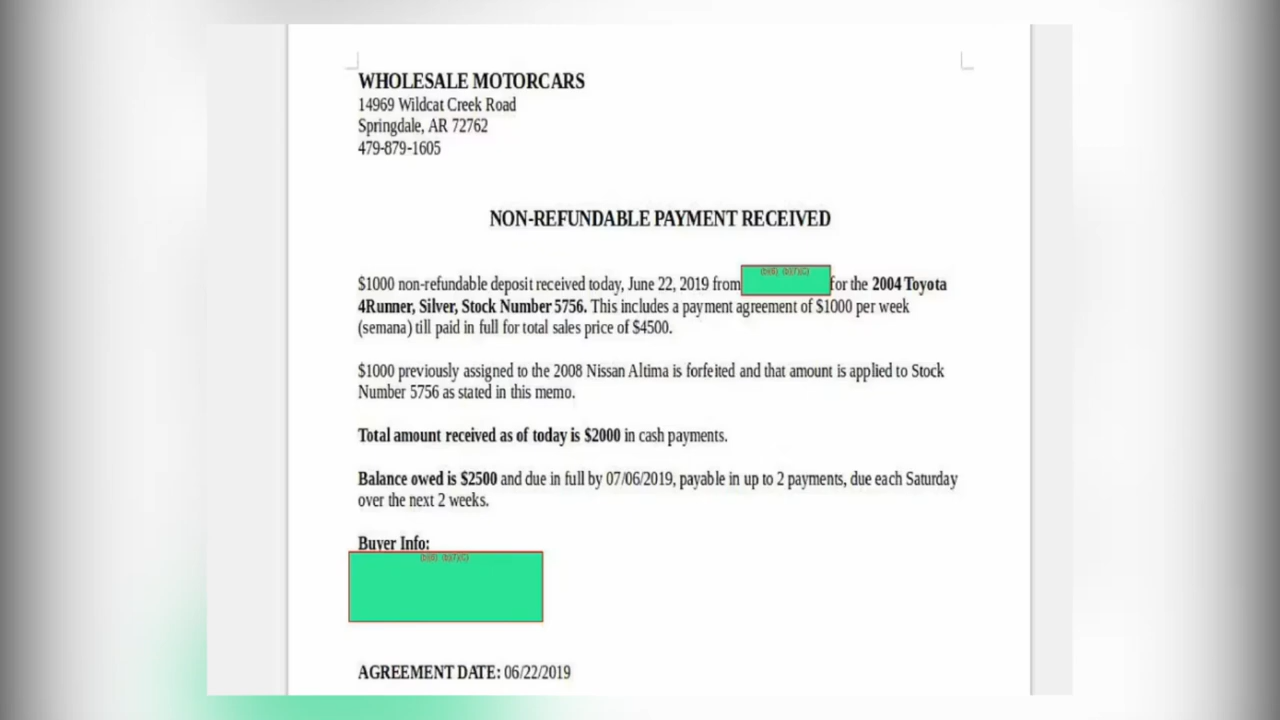 WHOLESALE MOTORCARS
14969 Wildcat Creek Road
Springdale, AR 72762
479-879-1605
NON-REFUNDABLE PAYMENT RECEIVED
(b)(6) (b)(7)(C)
$1000 non-refundable deposit received today, June 22, 2019 from for the 2004 Toyota
4Runner, Silver, Stock Number 5756. This includes a payment agreement of $1000 per week
(semana) till paid in full for total sales price of $4500.
$1000 previously assigned to the 2008 Nissan Altima is forfeited and that amount is applied to Stock
Number 5756 as stated in this memo.
Total amount received as of today is $2000 in cash payments.
Balance owed is $2500 and due in full by 07/06/2019, payable in up to 2 payments, due each Saturday
over the next 2 weeks.
Buyer Info:
(b)(6) (b)(7)(C)
AGREEMENT DATE: 06/22/2019